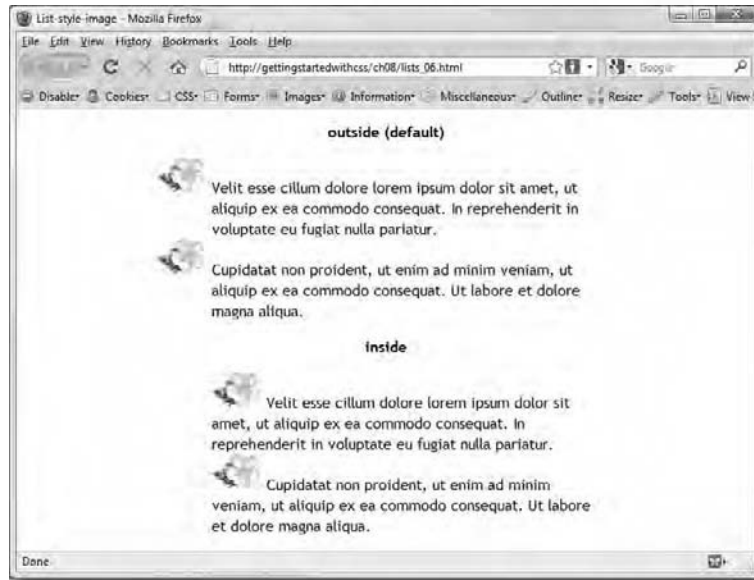 List-style-image - Mozilla Firefox
File Edit View History Bookmarks Tools Help
http://gettingstartedwithcss/ch08/lists_06.html Google
Disable Cookies CSS Forms Images Information Miscellaneous Outline Resize Tools View
outside (default)
Velit esse cillum dolore lorem ipsum dolor sit amet, ut
aliquip ex ea commodo consequat. In reprehenderit in
voluptate eu fugiat nulla pariatur.
Cupidatat non proident, ut enim ad minim veniam, ut
aliquip ex ea commodo consequat. Ut labore et dolore
magna aliqua.
inside
Velit esse cillum dolore lorem ipsum dolor sit
amet, ut aliquip ex ea commodo consequat. In
reprehenderit in voluptate eu fugiat nulla pariatur.
Cupidatat non proident, ut enim ad minim
veniam, ut aliquip ex ea commodo consequat. Ut labore
et dolore magna aliqua.
Done